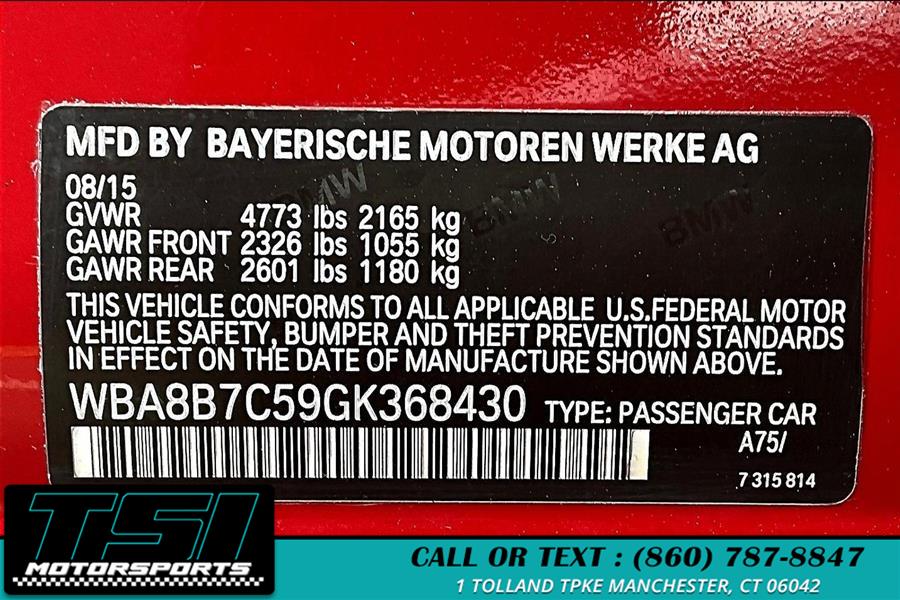 MFD BY BAYERISCHE MOTOREN WERKE AG
08/15
GVWR 4773 lbs 2165 kg
GAWR FRONT 2326 lbs 1055 kg
GAWR REAR 2601 lbs 1180 kg
THIS VEHICLE CONFORMS TO ALL APPLICABLE U.S.FEDERAL MOTOR
VEHICLE SAFETY, BUMPER AND THEFT PREVENTION STANDARDS
IN EFFECT ON THE DATE OF MANUFACTURE SHOWN ABOVE.
WBA8B7C59GK368430 TYPE: PASSENGER CAR
A75/
7 315 814
BMW
BMW
BMW
TSI
MOTORSPORTS
CALL OR TEXT : (860) 787-8847
1 TOLLAND TPKE MANCHESTER, CT 06042